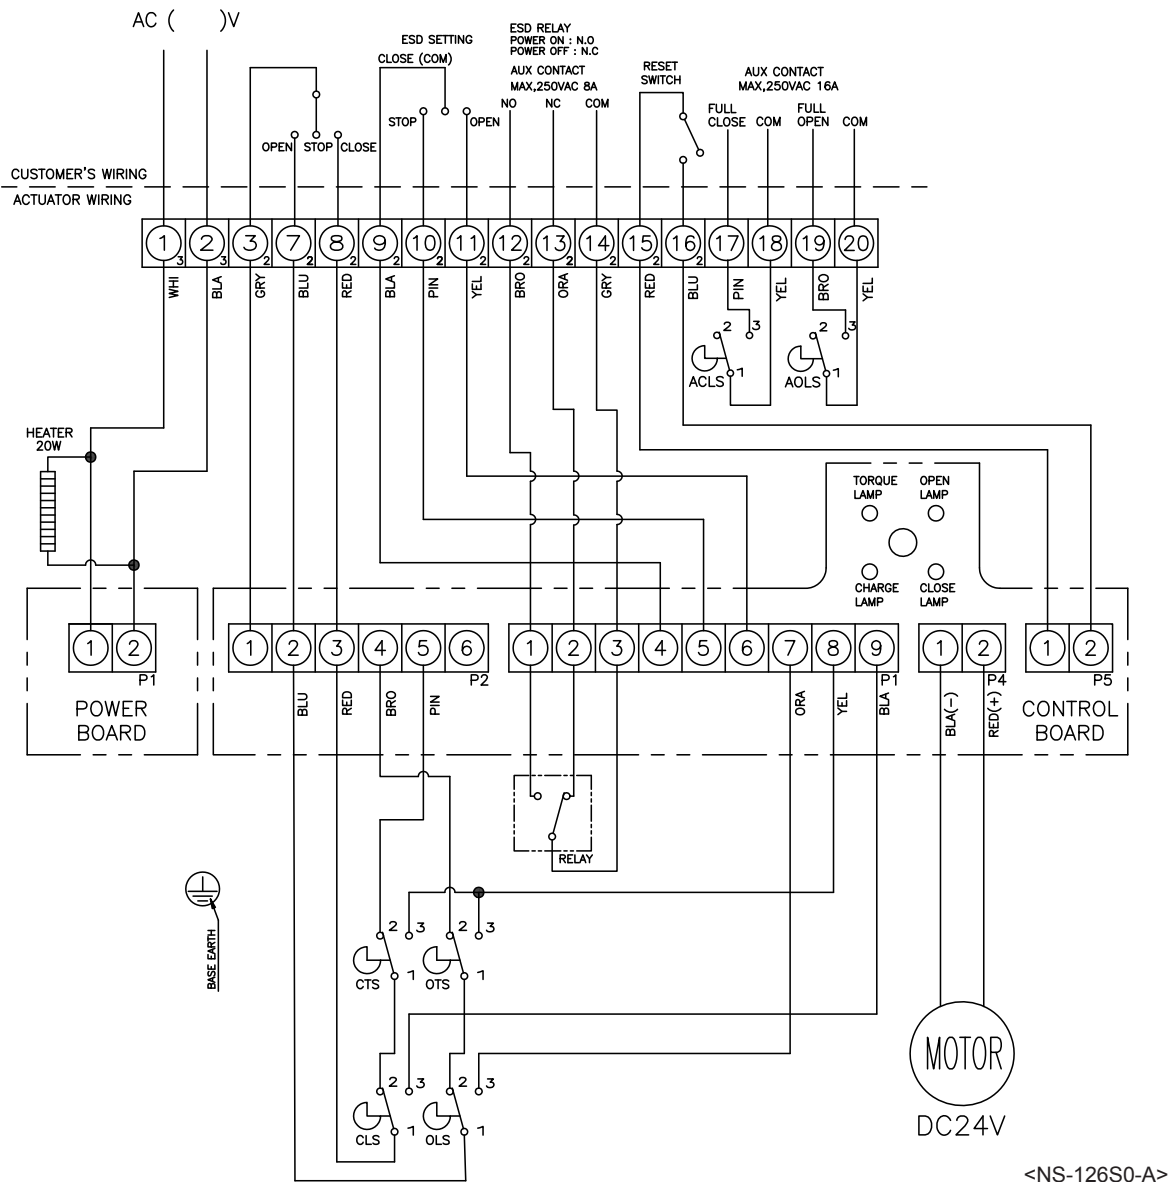 AC (      )V
ESD SETTING
CLOSE (COM)
ESD RELAY
POWER ON : N.O
POWER OFF : N.C
AUX CONTACT
MAX,250VAC 8A
NO NC COM
RESET
SWITCH
AUX CONTACT
MAX,250VAC 16A
FULL
CLOSE
COM
FULL
OPEN
COM
OPEN STOP CLOSE
STOP
OPEN
CUSTOMER'S WIRING
ACTUATOR WIRING
1 2 3 7 8 9 10 11 12 13 14 15 16 17 18 19 20
3 3 2 2 2 2 2 2 2 2 2
WHI BLA GRY BLU RED BLA PIN YEL BRO ORA GRY RED BLU PIN YEL BRO YEL
2 3
1
ACLS
2 3
1
AOLS
HEATER
20W
TORQUE
LAMP
OPEN
LAMP
CHARGE
LAMP
CLOSE
LAMP
1 2
P1
POWER
BOARD
1 2 3 4 5 6
P2
1 2 3 4 5 6 7 8 9
P1
1 2
P4
1 2
P5
CONTROL
BOARD
BLU RED BRO PIN
ORA YEL BLA
BLA(-) RED(+)
RELAY
BASE EARTH
2 3
1
CTS
2 3
1
OTS
2 3
1
CLS
2 3
1
OLS
MOTOR
DC24V
<NS-126S0-A>